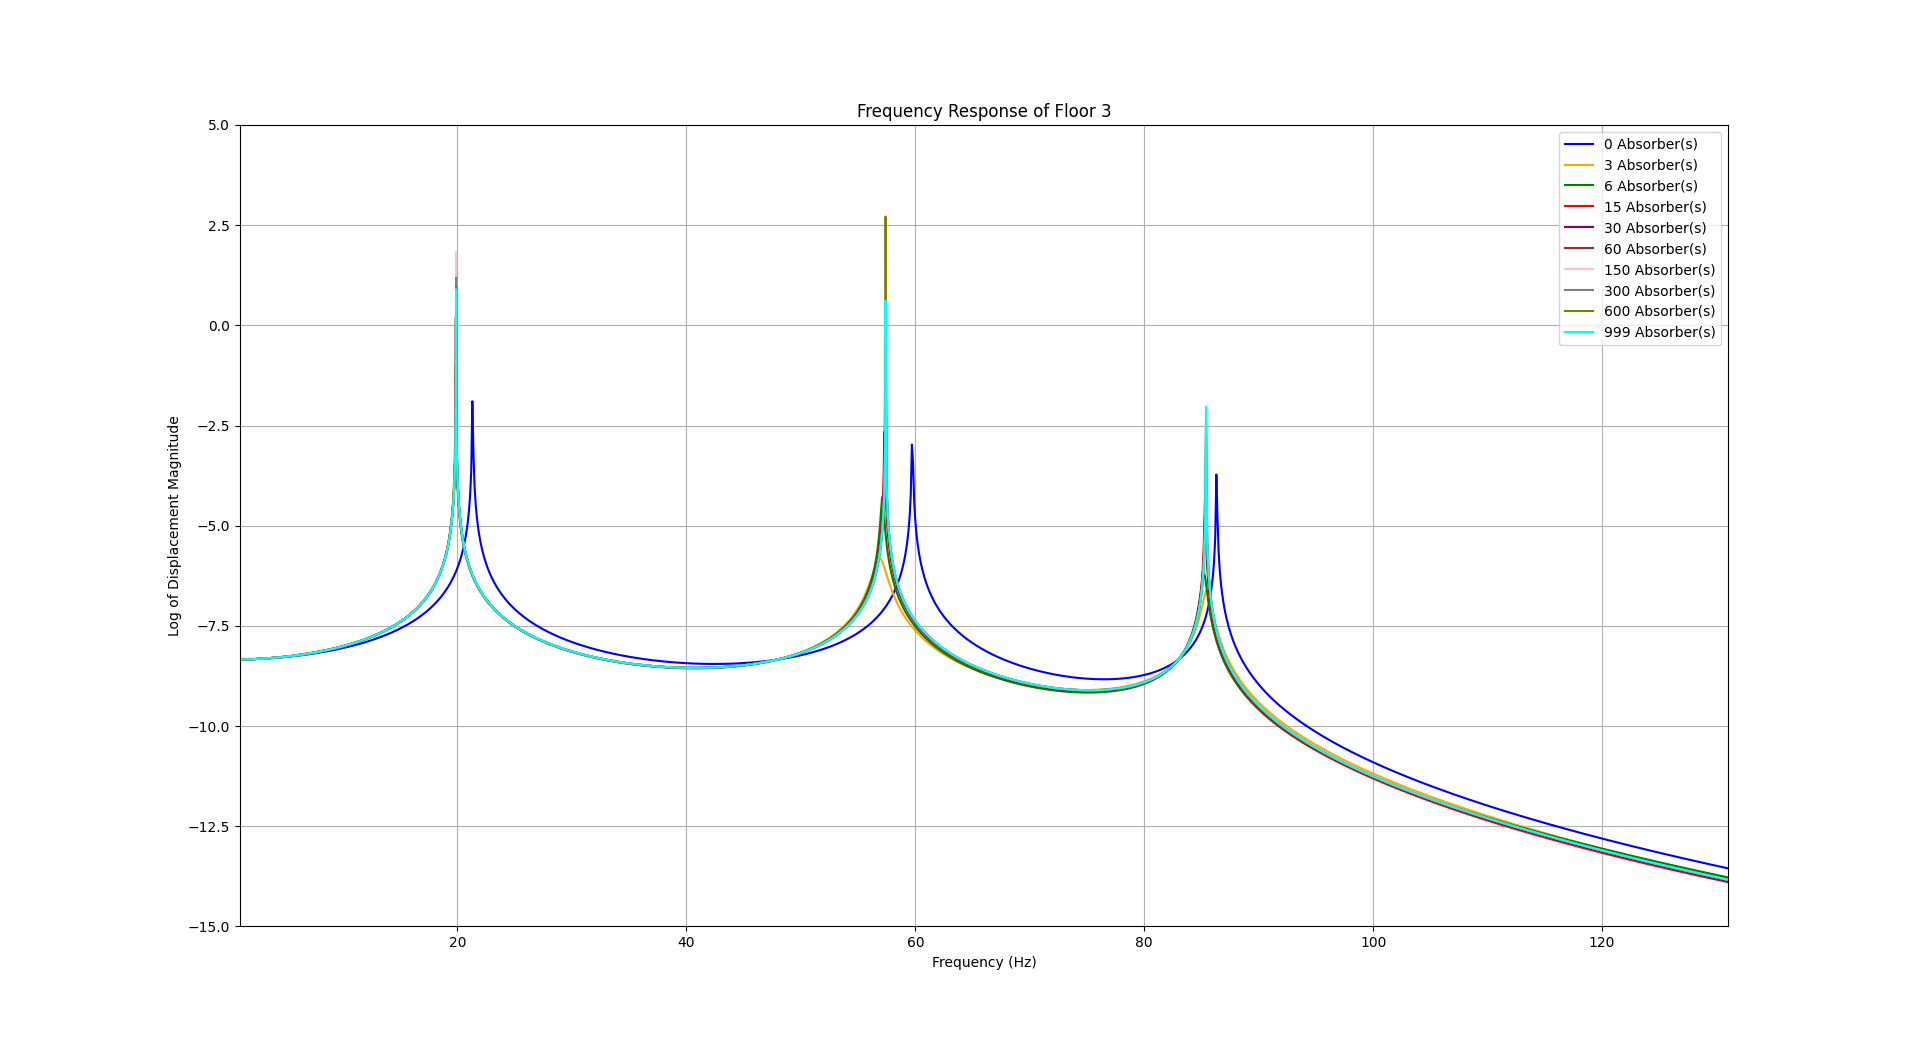 Frequency Response of Floor 3
5.0
2.5
0.0
−2.5
−5.0
−7.5
−10.0
−12.5
−15.0
Log of Displacement Magnitude
0 Absorber(s)
3 Absorber(s)
6 Absorber(s)
15 Absorber(s)
30 Absorber(s)
60 Absorber(s)
150 Absorber(s)
300 Absorber(s)
600 Absorber(s)
999 Absorber(s)
20 40 60 80 100 120
Frequency (Hz)